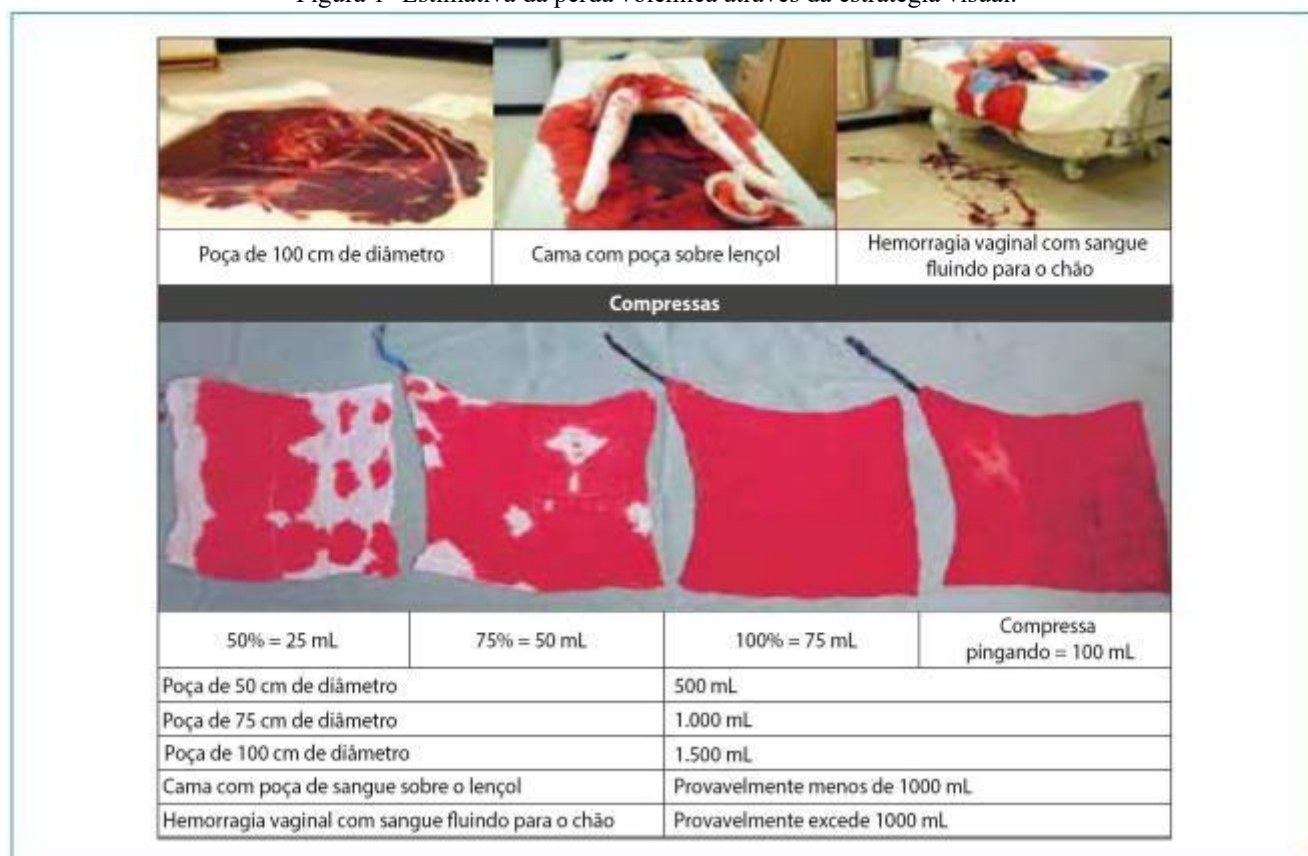 Poça de 100 cm de diâmetro
Cama com poça sobre lençol
Hemorragia vaginal com sangue
fluindo para o chão
Compressas
50% = 25 mL
75% = 50 mL
100% = 75 mL
Compressa
pingando = 100 mL
Poça de 50 cm de diâmetro
500 mL
Poça de 75 cm de diâmetro
1.000 mL
Poça de 100 cm de diâmetro
1.500 mL
Cama com poça de sangue sobre o lençol
Provavelmente menos de 1000 mL
Hemorragia vaginal com sangue fluindo para o chão
Provavelmente excede 1000 mL